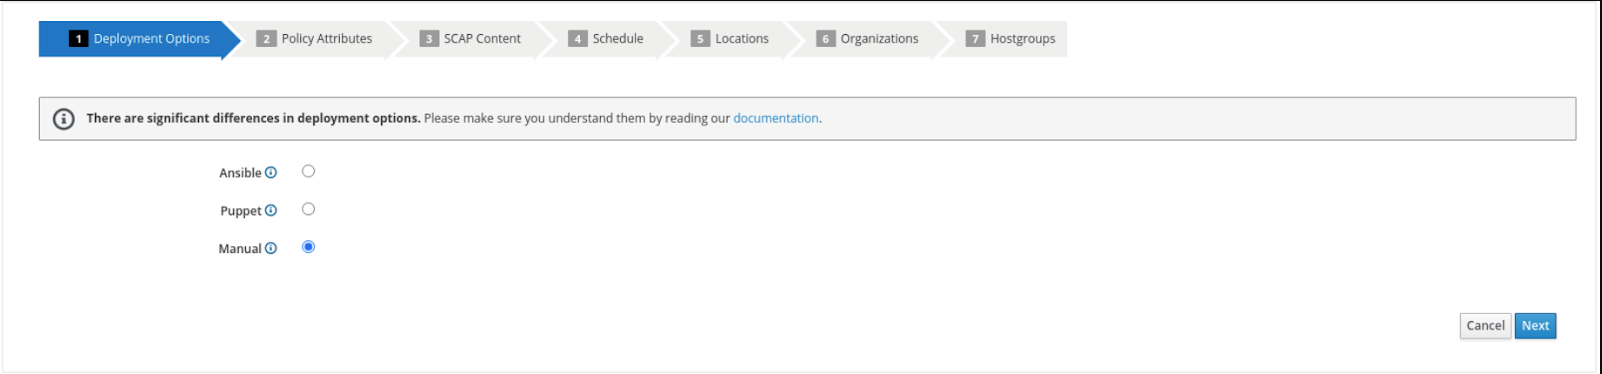 1 Deployment Options 2 Policy Attributes 3 SCAP Content 4 Schedule 5 Locations 6 Organizations 7 Hostgroups
There are significant differences in deployment options. Please make sure you understand them by reading our documentation.
Ansible
Puppet
Manual
Cancel Next